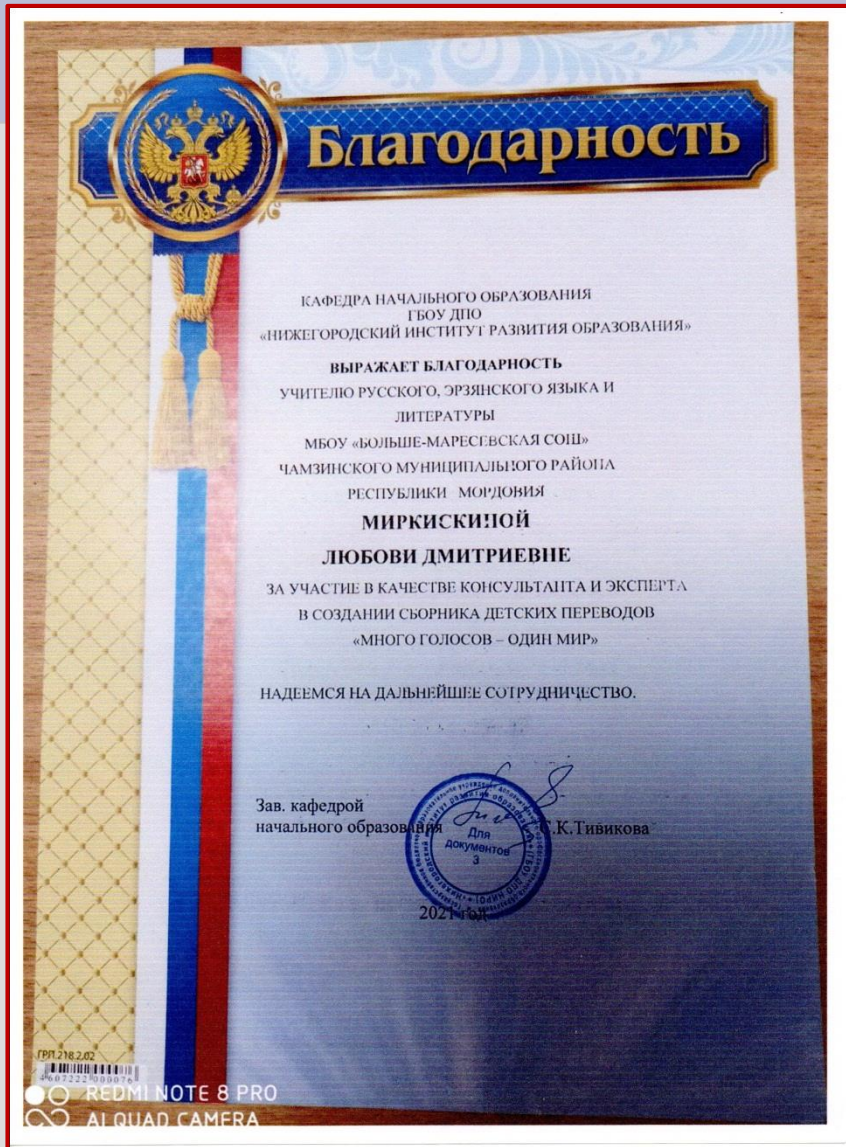 Благодарность
КАФЕДРА НАЧАЛЬНОГО ОБРАЗОВАНИЯ
ГБОУ ДПО
«НИЖЕГОРОДСКИЙ ИНСТИТУТ РАЗВИТИЯ ОБРАЗОВАНИЯ»
ВЫРАЖАЕТ БЛАГОДАРНОСТЬ
УЧИТЕЛЮ РУССКОГО, ЭРЗЯНСКОГО ЯЗЫКА И
ЛИТЕРАТУРЫ
МБОУ «БОЛЬШЕ-МАРЕСЕВСКАЯ СОШ»
ЧАМЗИНСКОГО МУНИЦИПАЛЬНОГО РАЙОНА
РЕСПУБЛИКИ МОРДОВИЯ
МИРКИСКИНОЙ
ЛЮБОВИ ДМИТРИЕВНЕ
ЗА УЧАСТИЕ В КАЧЕСТВЕ КОНСУЛЬТАНТА И ЭКСПЕРТА
В СОЗДАНИИ СБОРНИКА ДЕТСКИХ ПЕРЕВОДОВ
«МНОГО ГОЛОСОВ – ОДИН МИР»
НАДЕЕМСЯ НА ДАЛЬНЕЙШЕЕ СОТРУДНИЧЕСТВО.
Зав. кафедрой
начального образования С.К.Тивикова
Для
документов
3
2021 год
ГРП.218.2.02
4607222000076
REDMI NOTE 8 PRO
AI QUAD CAMERA